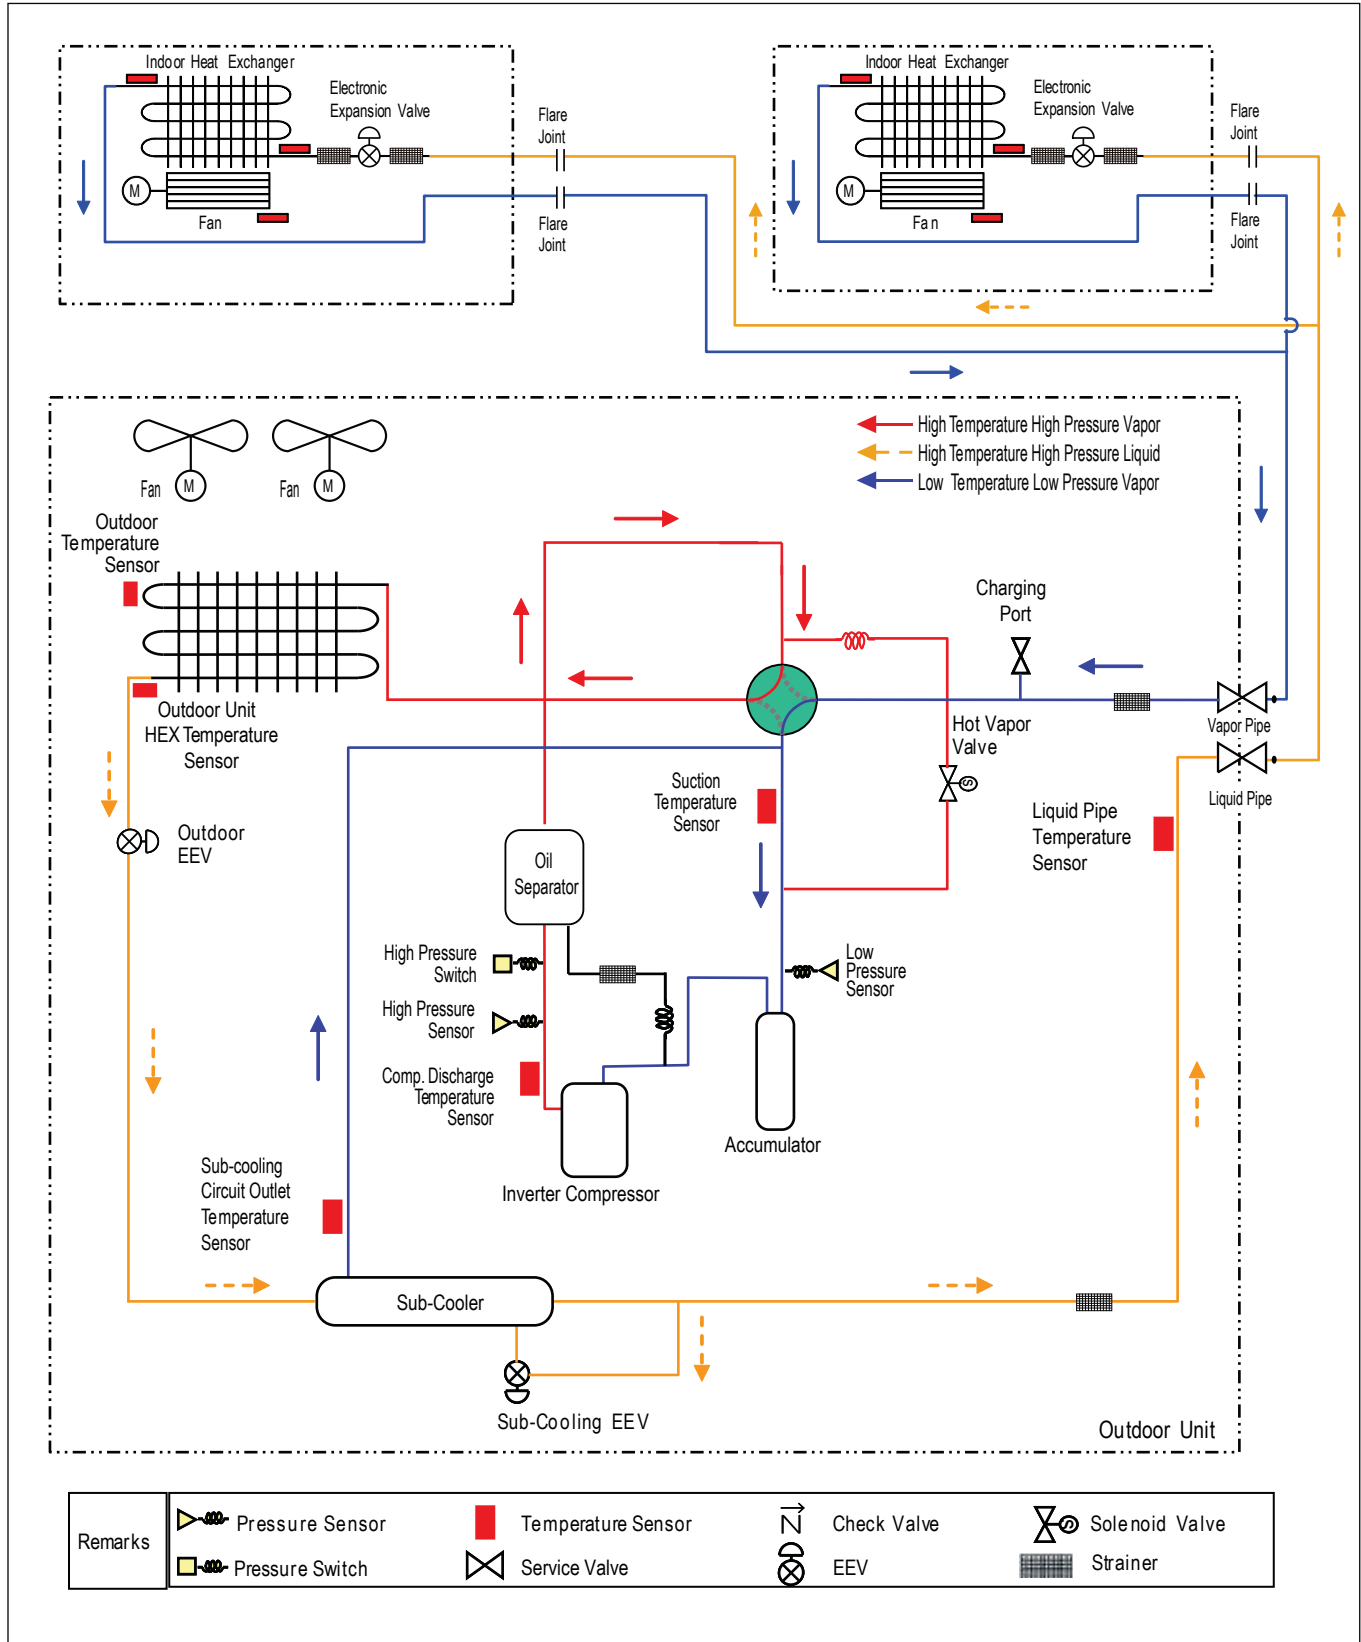 Indoor Heat Exchanger
Electronic
Expansion Valve
Flare
Joint
M
Fan
Flare
Joint
Indoor Heat Exchanger
Electronic
Expansion Valve
Flare
Joint
M
Fan
Flare
Joint
High Temperature High Pressure Vapor
High Temperature High Pressure Liquid
Low Temperature Low Pressure Vapor
Fan
M
Fan
M
Outdoor
Temperature
Sensor
Charging
Port
Outdoor Unit
HEX Temperature
Sensor
Hot Vapor
Valve
S
Vapor Pipe
Liquid Pipe
Suction
Temperature
Sensor
Liquid Pipe
Temperature
Sensor
Outdoor
EEV
Oil
Separator
High Pressure
Switch
Low
Pressure
Sensor
High Pressure
Sensor
Comp. Discharge
Temperature
Sensor
Accumulator
Inverter Compressor
Sub-cooling
Circuit Outlet
Temperature
Sensor
Sub-Cooler
Sub-Cooling EEV
Outdoor Unit
Remarks
Pressure Sensor
Temperature Sensor
Check Valve
S
Solenoid Valve
Pressure Switch
Service Valve
EEV
Strainer